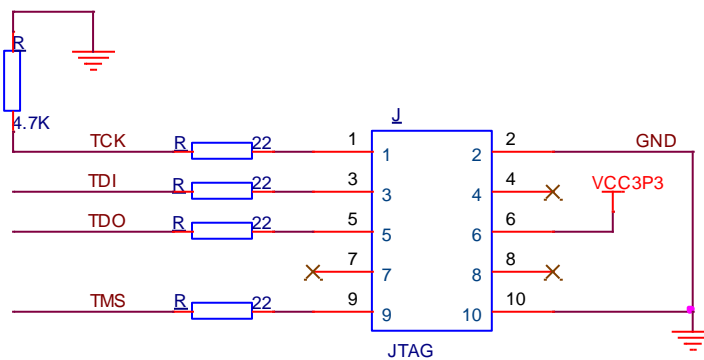 R
4.7K
J
TCK R 22 1 1 2 2 GND
TDI R 22 3 3 4 4 VCC3P3
TDO R 22 5 5 6 6
7 7 8 8
TMS R 22 9 9 10 10
JTAG